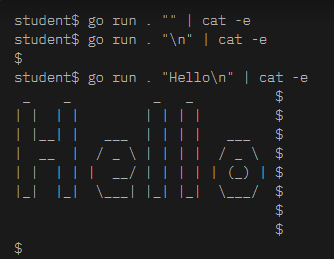 student$ go run . "" | cat -e
student$ go run . "\n" | cat -e
$
student$ go run . "Hello\n" | cat -e
 _    _          _   _               $
| |  | |        | | | |              $
| |__| |   ___  | | | |   ___        $
|  __  |  / _ \ | | | |  / _ \       $
| |  | | |  __/ | | | | | (_) |      $
|_|  |_|  \___| |_| |_|  \___/       $
                                     $
                                     $
$